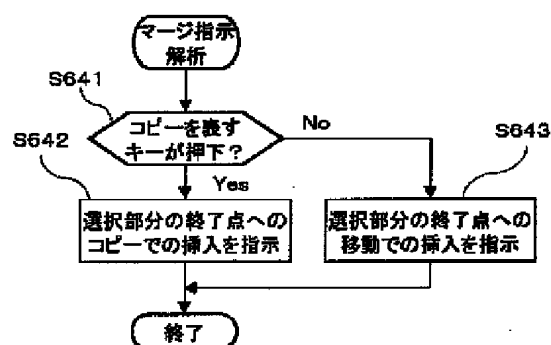 マージ指示
解析
S641
コピーを表す
キーが押下？
No
S642
S643
Yes
選択部分の終了点への
コピーでの挿入を指示
選択部分の終了点への
移動での挿入を指示
終了